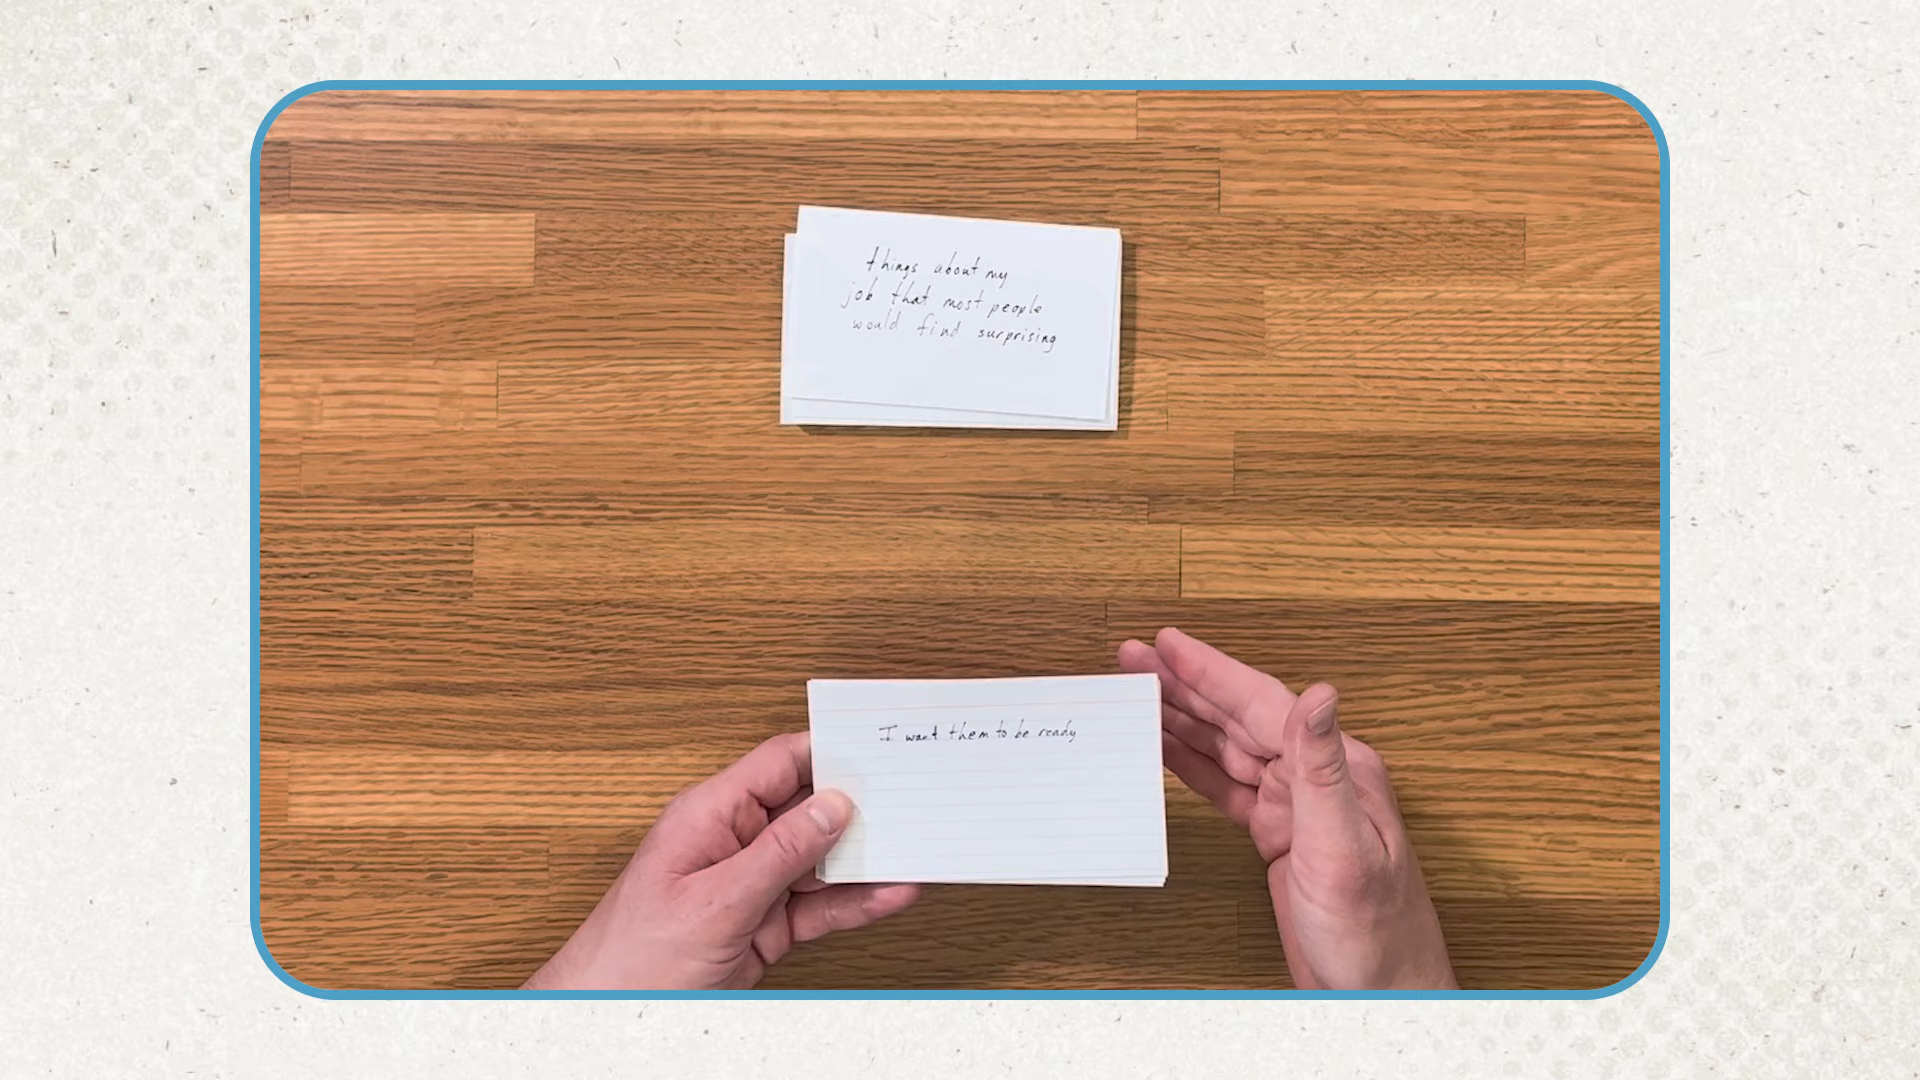 things about my
job that most people
would find surprising
I want them to be ready